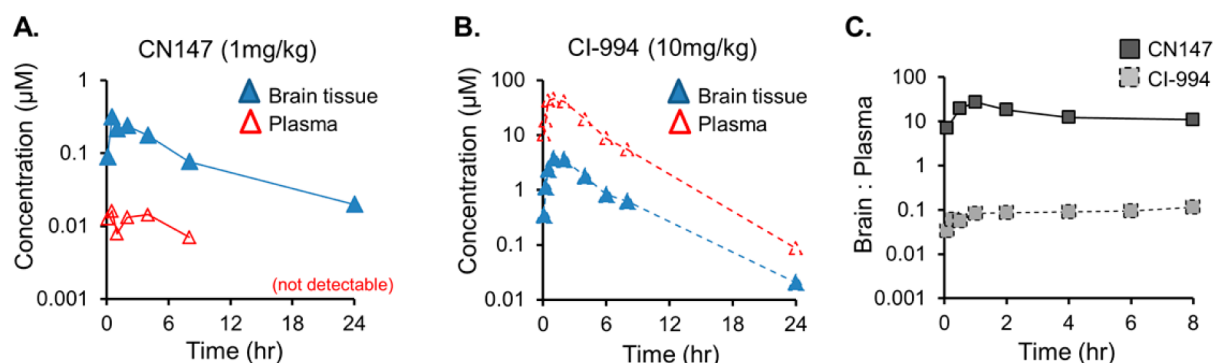 A.
CN147 (1mg/kg)
Concentration (µM)
1
0.1
0.01
0.001
Brain tissue
Plasma
(not detectable)
0 6 12 18 24
Time (hr)
B.
CI-994 (10mg/kg)
Concentration (µM)
100
10
1
0.1
0.01
Brain tissue
Plasma
0 6 12 18 24
Time (hr)
C.
CN147
CI-994
Brain : Plasma
100
10
1
0.1
0.01
0.001
0 2 4 6 8
Time (hr)